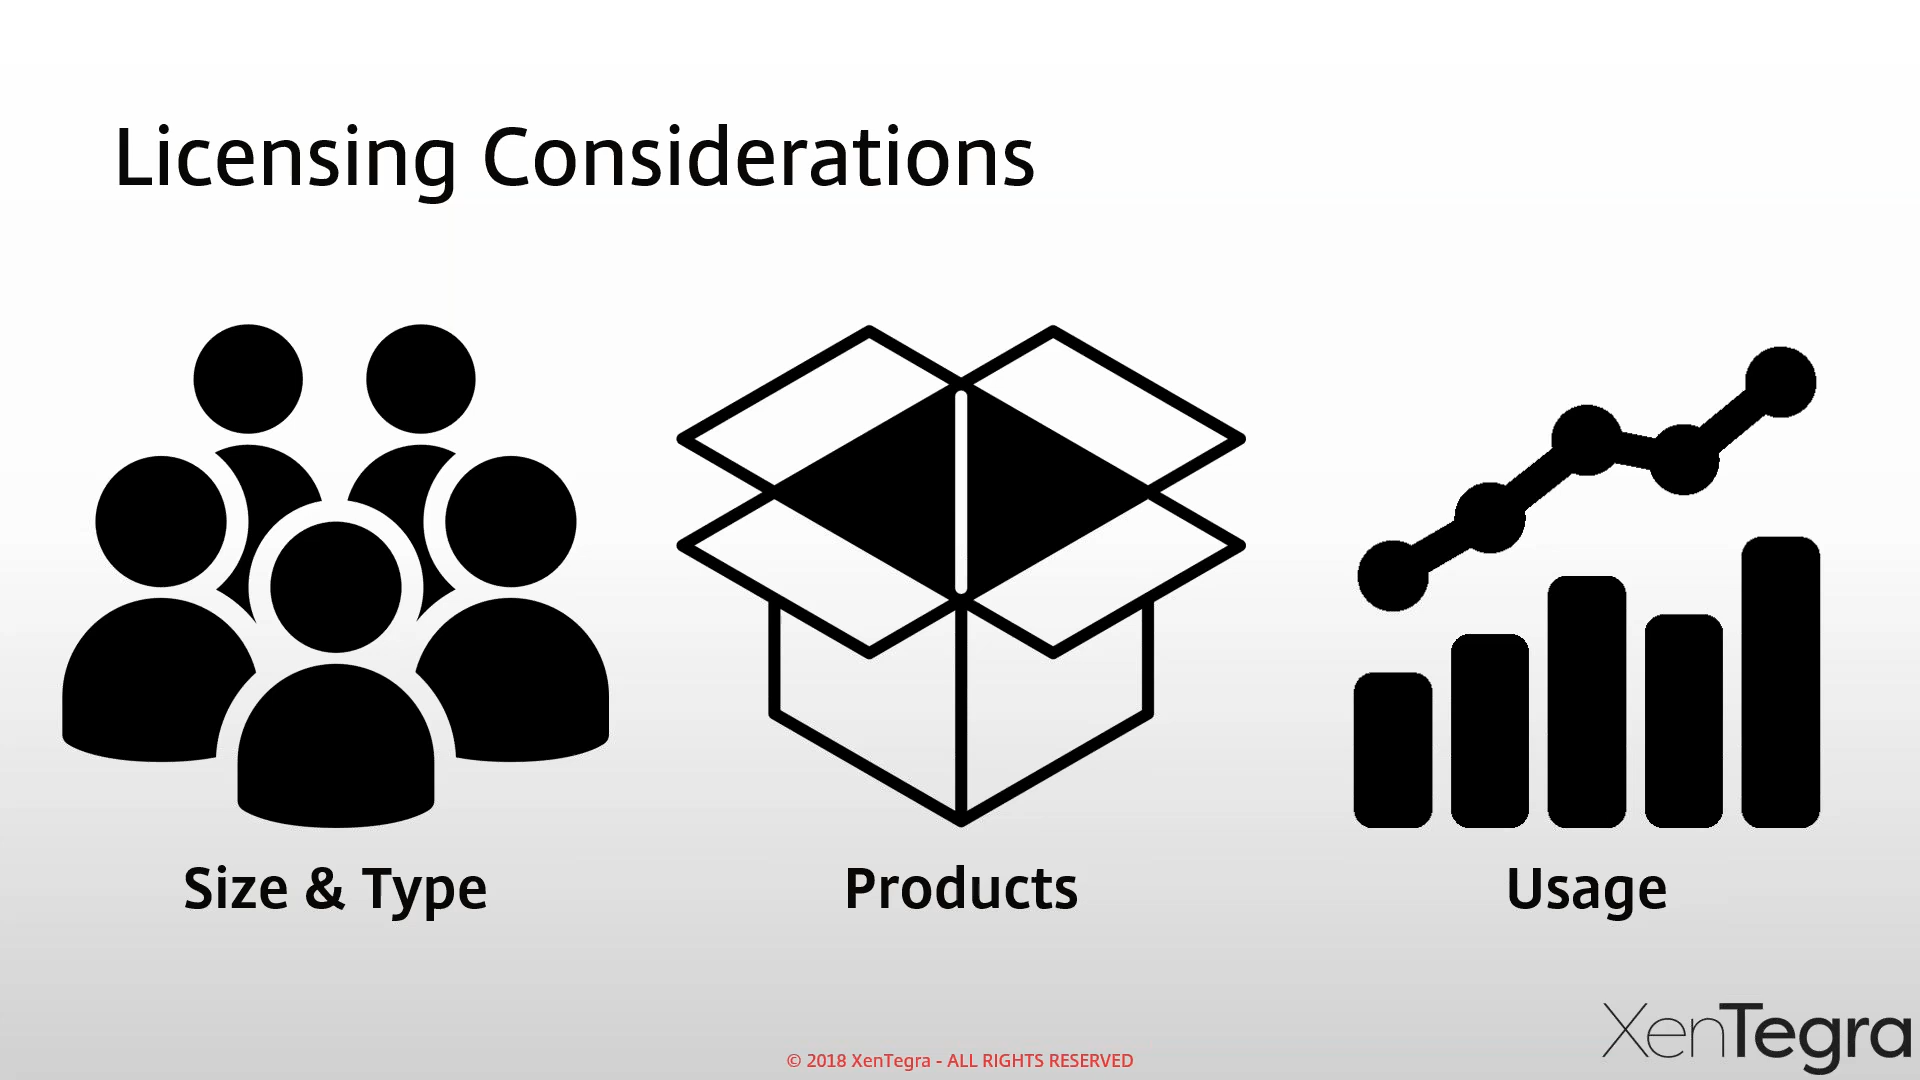 Licensing Considerations
Size & Type
Products
Usage
XenTegra
© 2018 XenTegra - ALL RIGHTS RESERVED